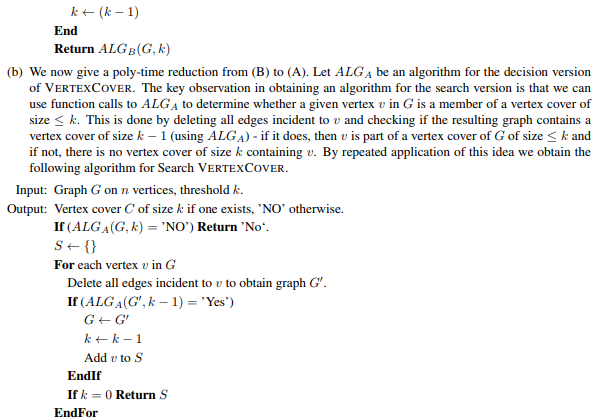 k ← (k − 1)
End
Return ALG_B(G, k)
(b) We now give a poly-time reduction from (B) to (A). Let ALG_A be an algorithm for the decision version
of VERTEXCOVER. The key observation in obtaining an algorithm for the search version is that we can
use function calls to ALG_A to determine whether a given vertex v in G is a member of a vertex cover of
size ≤ k. This is done by deleting all edges incident to v and checking if the resulting graph contains a
vertex cover of size k − 1 (using ALG_A) - if it does, then v is part of a vertex cover of G of size ≤ k and
if not, there is no vertex cover of size k containing v. By repeated application of this idea we obtain the
following algorithm for Search VERTEXCOVER.
Input: Graph G on n vertices, threshold k.
Output: Vertex cover C of size k if one exists, 'NO' otherwise.
If (ALG_A(G, k) = 'NO') Return 'No'.
S ← {}
For each vertex v in G
Delete all edges incident to v to obtain graph G′.
If (ALG_A(G′, k − 1) = 'Yes')
G ← G′
k ← k − 1
Add v to S
EndIf
If k = 0 Return S
EndFor